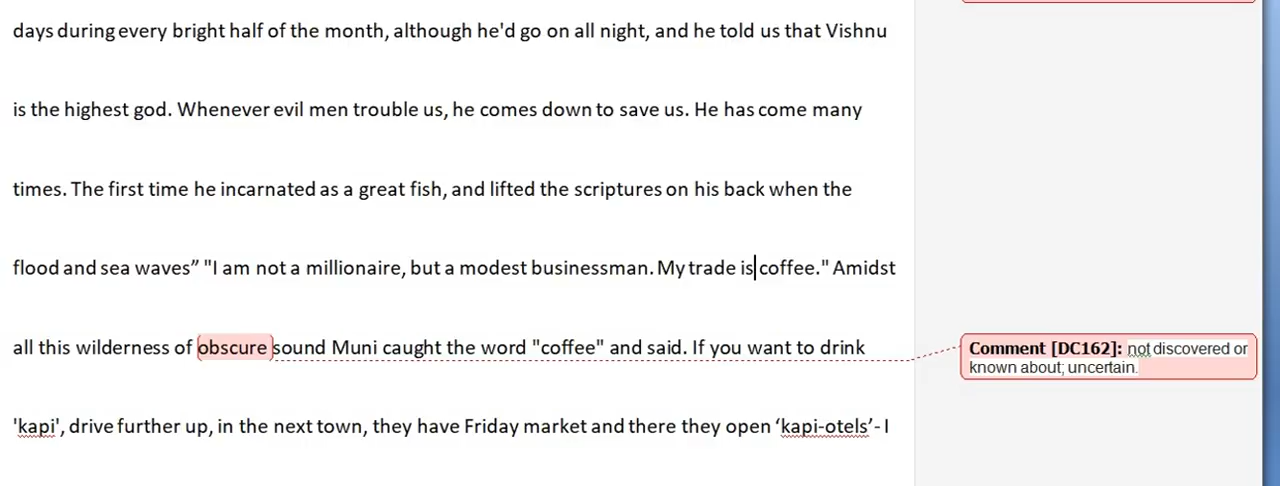 days during every bright half of the month, although he'd go on all night, and he told us that Vishnu
is the highest god. Whenever evil men trouble us, he comes down to save us. He has come many
times. The first time he incarnated as a great fish, and lifted the scriptures on his back when the
flood and sea waves” "I am not a millionaire, but a modest businessman. My trade is coffee." Amidst
all this wilderness of obscure sound Muni caught the word "coffee" and said. If you want to drink
Comment [DC162]: not discovered or
known about; uncertain.
'kapi', drive further up, in the next town, they have Friday market and there they open ‘kapi-otels’- I